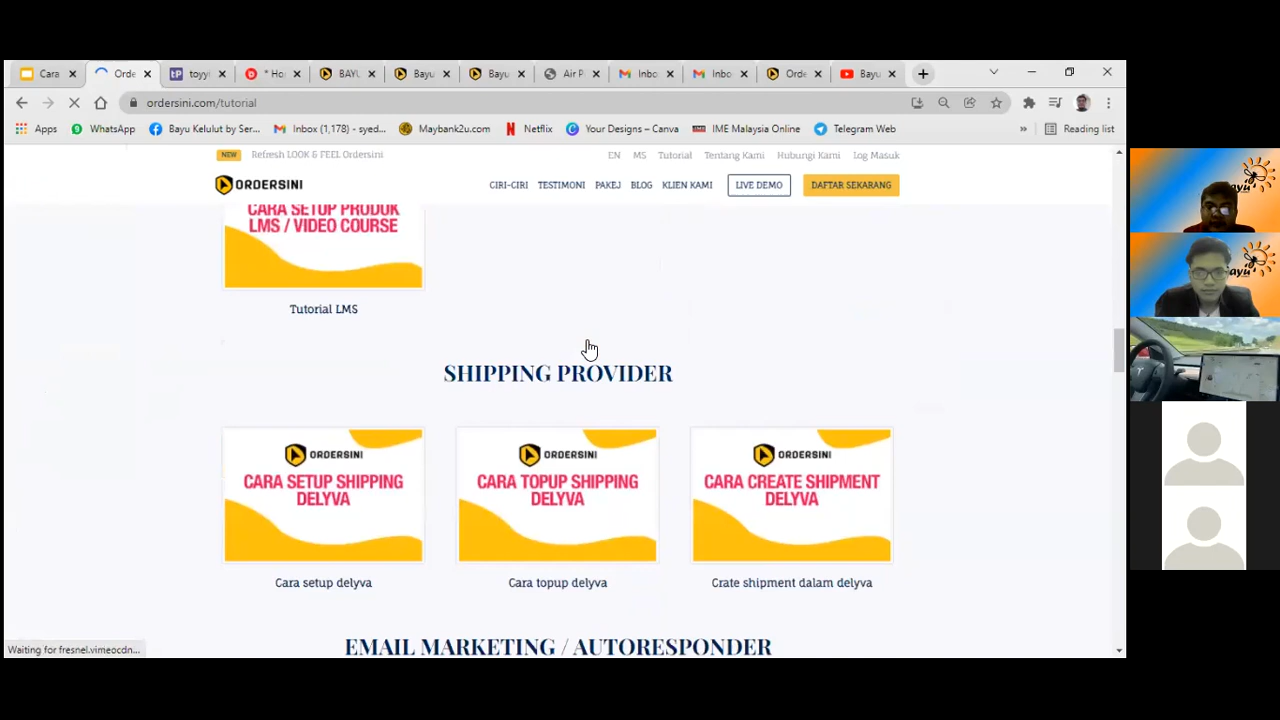 Cara
Orde
toyyi
* Ho
BAYU
Bayu
Bayu
Air P
Inbo
Inbo
Orde
Bayu
ordersini.com/tutorial
Apps
WhatsApp
Bayu Kelulut by Ser...
Inbox (1,178) - syed...
Maybank2u.com
Netflix
Your Designes – Canva
IME Malaysia Online
Telegram Web
»
Reading list
NEW Refresh LOOK & FEEL Ordersini
EN MS Tutorial Tentang Kami Hubungi Kami Log Masuk
ORDERSINI
CIRI-CIRI TESTIMONI PAKEJ BLOG KLIEN KAMI LIVE DEMO DAFTAR SEKARANG
CARA SETUP PRODUK
LMS / VIDEO COURSE
Tutorial LMS
SHIPPING PROVIDER
ORDERSINI
CARA SETUP SHIPPING
DELYVA
Cara setup delyva
ORDERSINI
CARA TOPUP SHIPPING
DELYVA
Cara topup delyva
ORDERSINI
CARA CREATE SHIPMENT
DELYVA
Crate shipment dalam delyva
EMAIL MARKETING / AUTORESPONDER
Waiting for fresnel.vimeocdn...